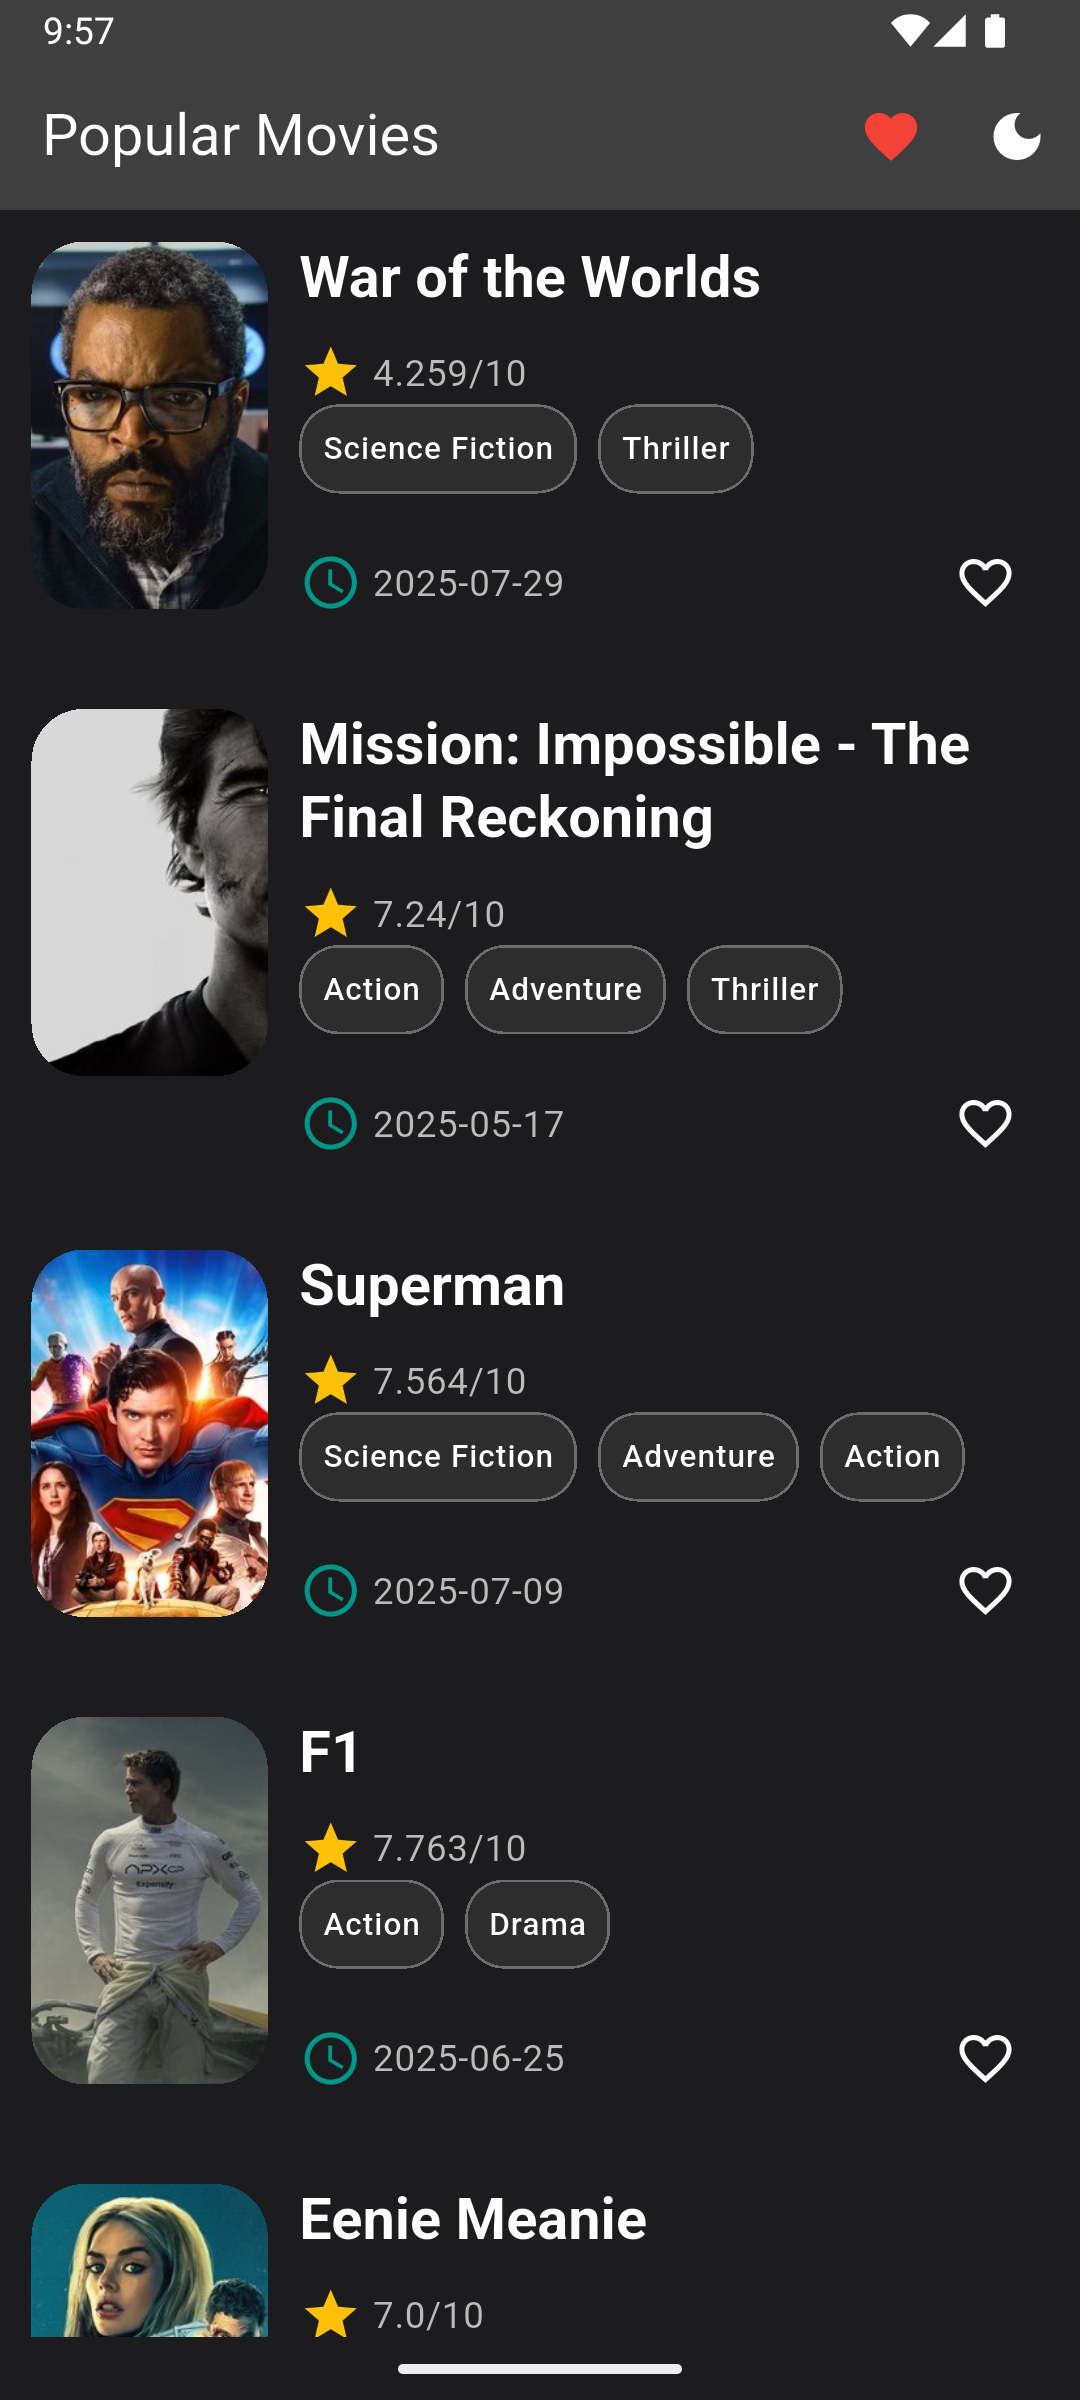 9:57
Popular Movies
War of the Worlds
4.259/10
Science Fiction Thriller
2025-07-29
Mission: Impossible - The
Final Reckoning
7.24/10
Action Adventure Thriller
2025-05-17
Superman
7.564/10
Science Fiction Adventure Action
2025-07-09
F1
7.763/10
APXGP
Expensify
Action Drama
2025-06-25
Eenie Meanie
7.0/10